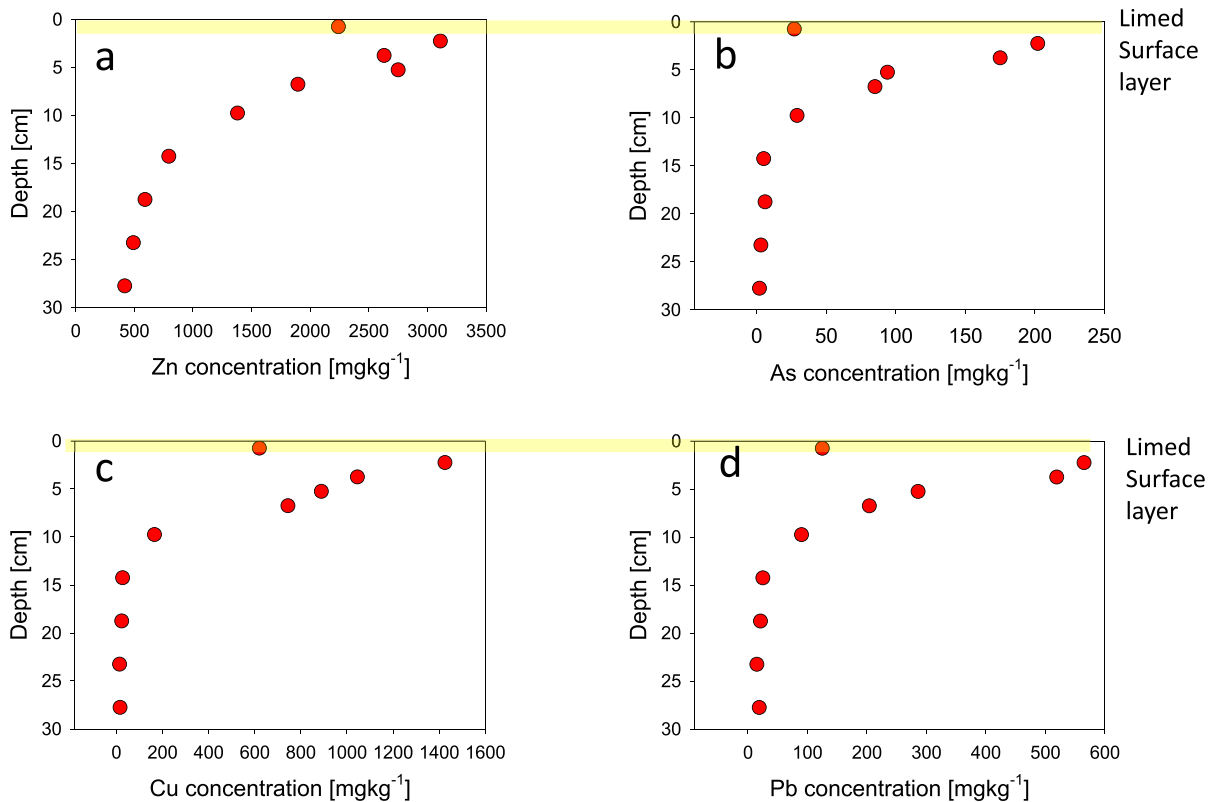 a
0
5
10
15
20
25
30
Depth [cm]
0 500 1000 1500 2000 2500 3000 3500
Zn concentration [mgkg-1]
b
0
5
10
15
20
25
30
Depth [cm]
0 50 100 150 200 250
As concentration [mgkg-1]
Limed
Surface
layer
c
0
5
10
15
20
25
30
Depth [cm]
0 200 400 600 800 1000 1200 1400 1600
Cu concentration [mgkg-1]
d
0
5
10
15
20
25
30
Depth [cm]
0 100 200 300 400 500 600
Pb concentration [mgkg-1]
Limed
Surface
layer